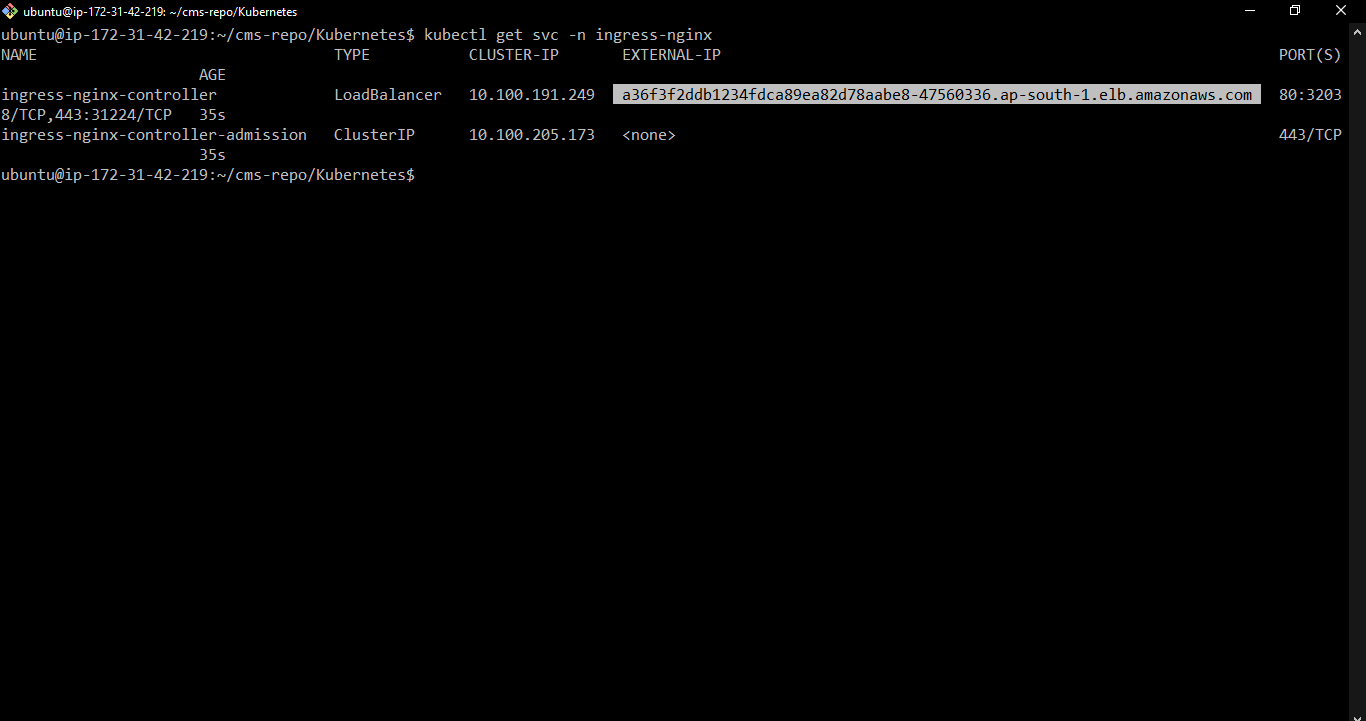 ubuntu@ip-172-31-42-219: ~/cms-repo/Kubernetes
ubuntu@ip-172-31-42-219:~/cms-repo/Kubernetes$ kubectl get svc -n ingress-nginx
NAME                                 TYPE           CLUSTER-IP       EXTERNAL-IP                                                              PORT(S)
                      AGE
ingress-nginx-controller             LoadBalancer   10.100.191.249   a36f3f2ddb1234fdca89ea82d78aabe8-47560336.ap-south-1.elb.amazonaws.com   80:3203
8/TCP,443:31224/TCP   35s
ingress-nginx-controller-admission   ClusterIP      10.100.205.173   <none>                                                                   443/TCP
                      35s
ubuntu@ip-172-31-42-219:~/cms-repo/Kubernetes$